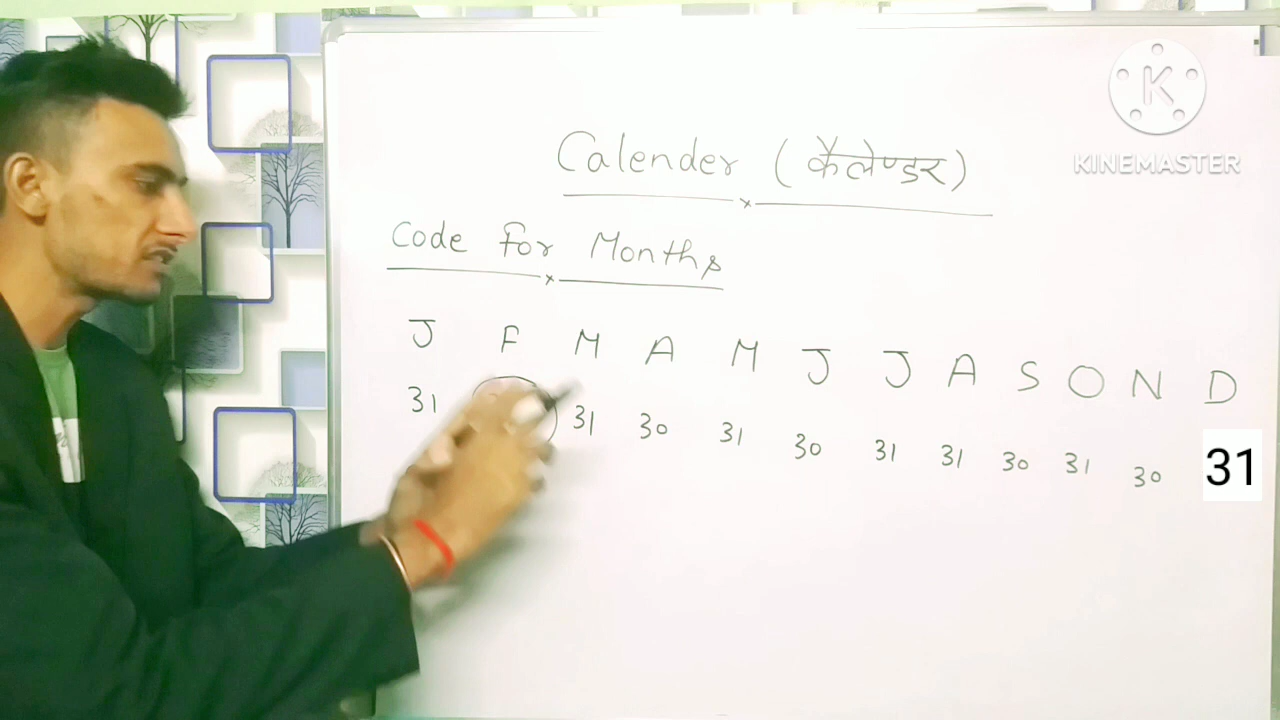 K
KINEMASTER
Calender (कैलेण्डर)
Code for Months
J F M A M J J A S O N D
31 31 30 31 30 31 31 30 31 30 31